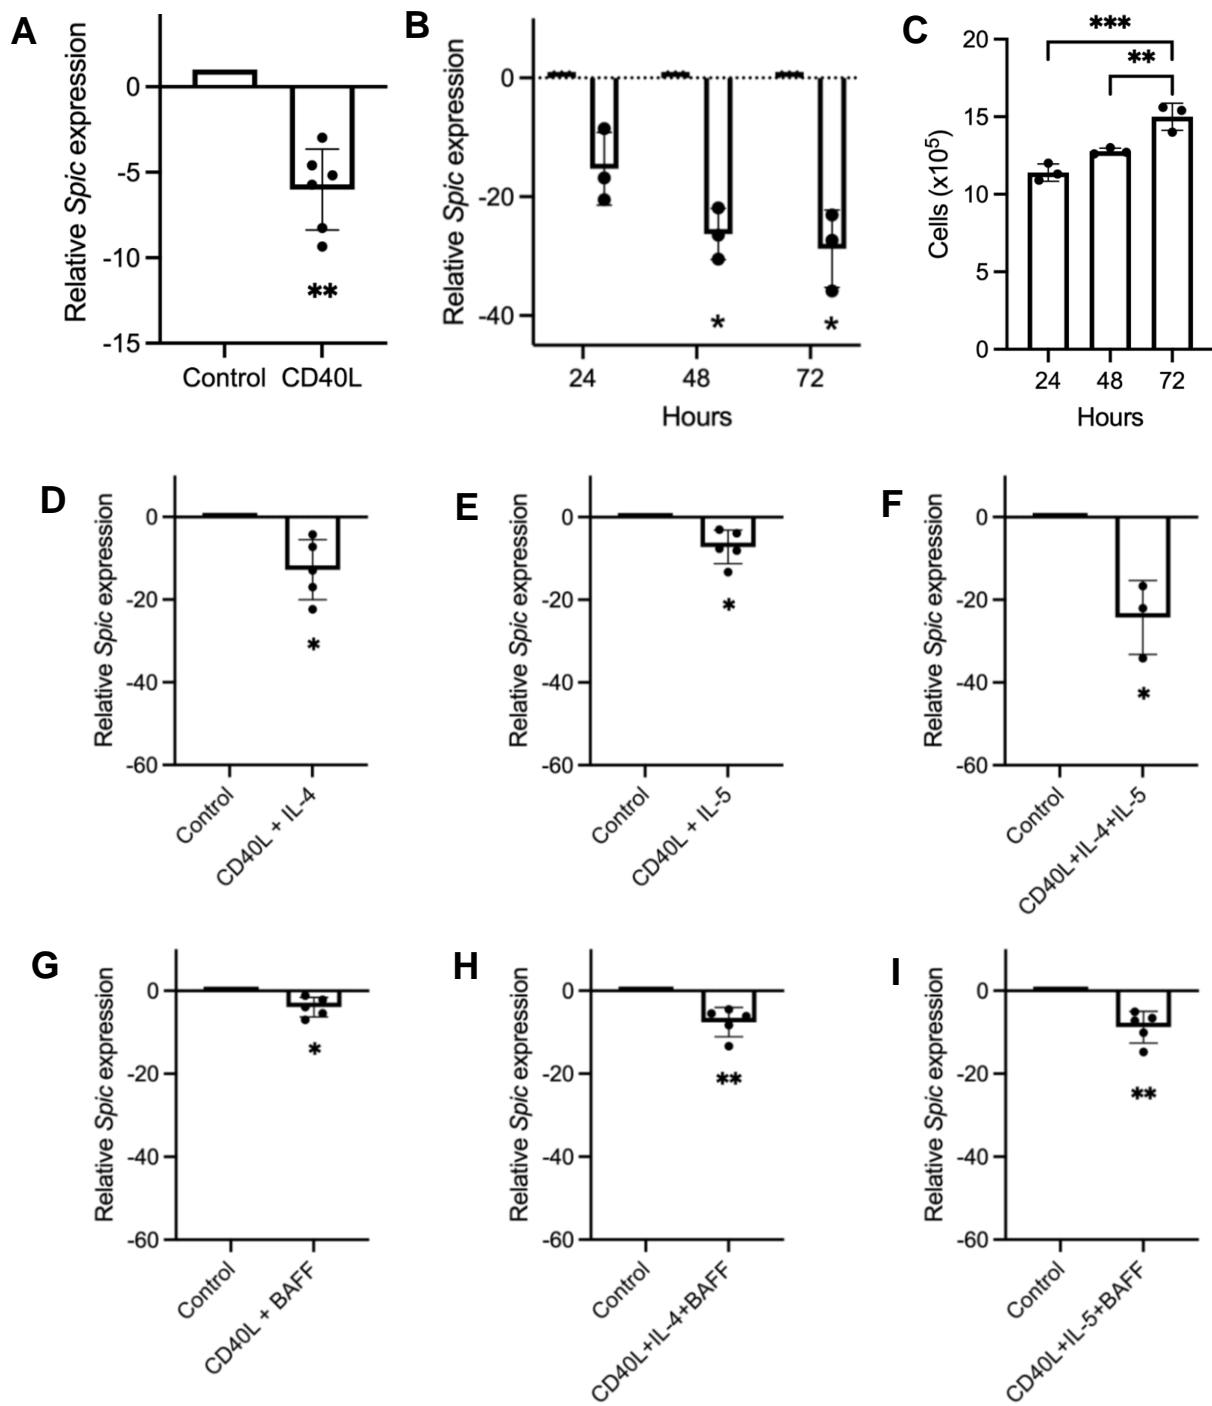 A
Relative Spic expression
0
-5
-10
-15
**
Control CD40L
B
Relative Spic expression
0
-20
-40
*
*
24 48 72
Hours
C
Cells (x10⁵)
20
15
10
5
0
***
**
24 48 72
Hours
D
Relative Spic expression
0
-20
-40
-60
*
Control
CD40L + IL-4
E
Relative Spic expression
0
-20
-40
-60
*
Control
CD40L + IL-5
F
Relative Spic expression
0
-20
-40
-60
*
Control
CD40L+IL-4+IL-5
G
Relative Spic expression
0
-20
-40
-60
*
Control
CD40L + BAFF
H
Relative Spic expression
0
-20
-40
-60
**
Control
CD40L+IL-4+BAFF
I
Relative Spic expression
0
-20
-40
-60
**
Control
CD40L+IL-5+BAFF